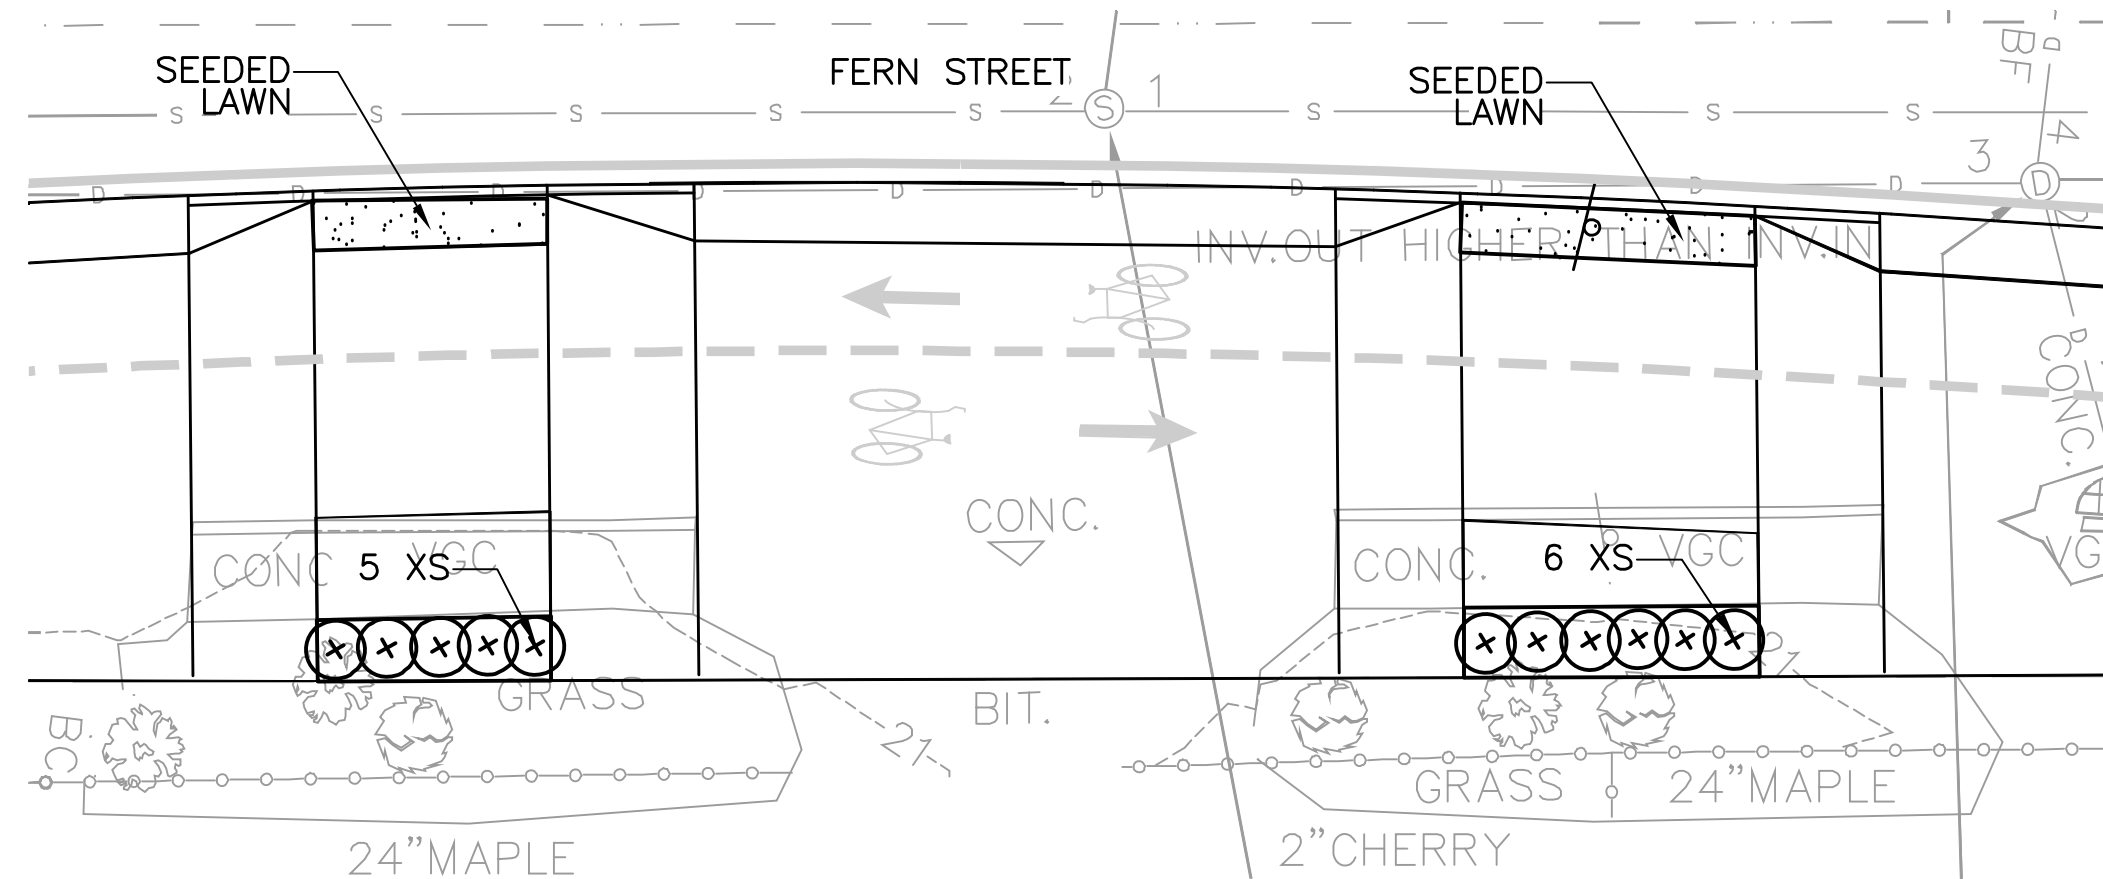 SEEDED
LAWN
FERN STREET
SEEDED
LAWN
BF
D
S S S S S S S S S
2 S 1
4
3
D D D D D D D D D D
D
2
INV.OUT HIGHER THAN INV.IN
D
CONC.
CONC.
CONC VGC
5 XS
CONC.
6 XS
VGC
VG
21
GRASS
BIT.
BC
21
GRASS
24"MAPLE
24"MAPLE
2"CHERRY